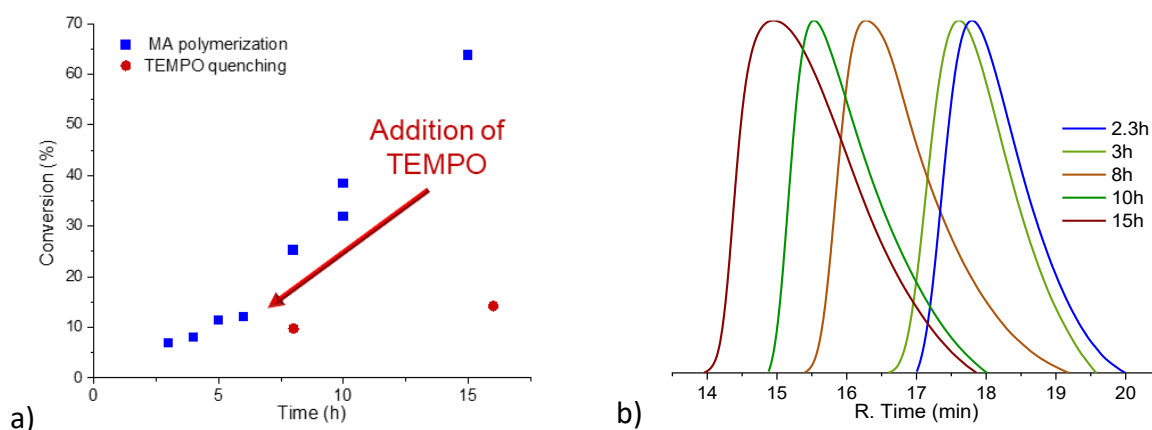 70
60
50
40
30
20
10
0
0
5
10
15
Conversion (%)
Time (h)
MA polymerization
TEMPO quenching
Addition of
TEMPO
a)
2.3h
3h
8h
10h
15h
14
15
16
17
18
19
20
R. Time (min)
b)